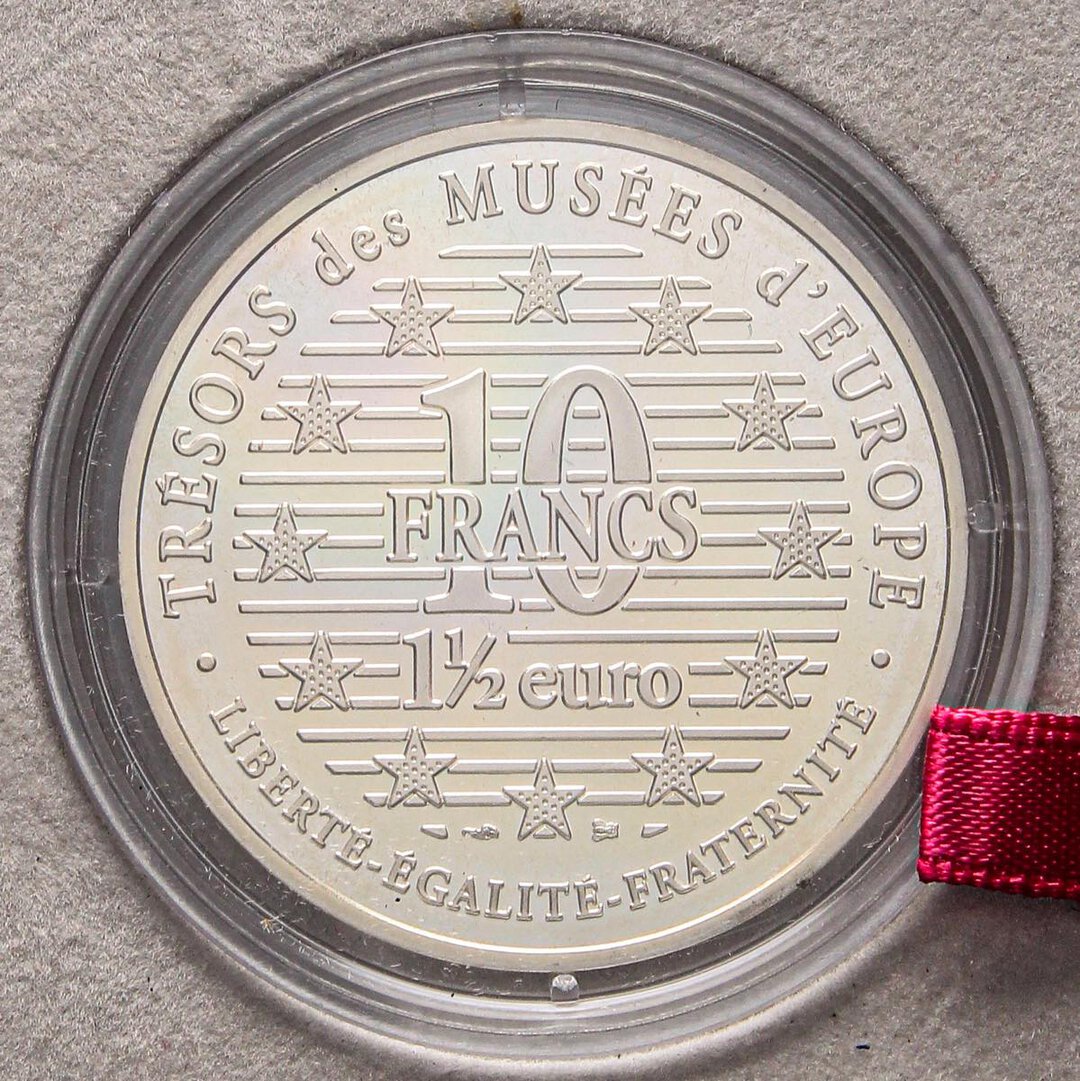 TRÉSORS des MUSÉES d'EUROPE
10
FRANCS
1½ euro
LIBERTÉ-ÉGALITÉ-FRATERNITÉ